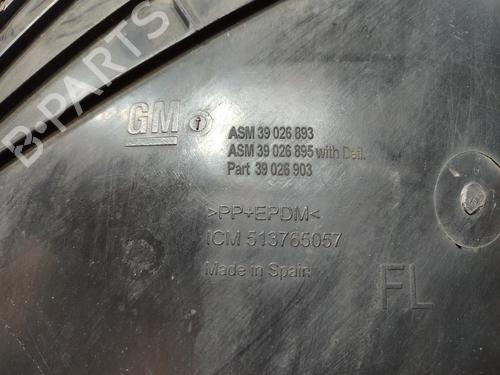 B-PARTS
GM
ASM 39 026 893
ASM 39 026 895 with Defl.
Part 39 026 903
>PP+EPDM<
ICM 513765057
Made in Spain
FL